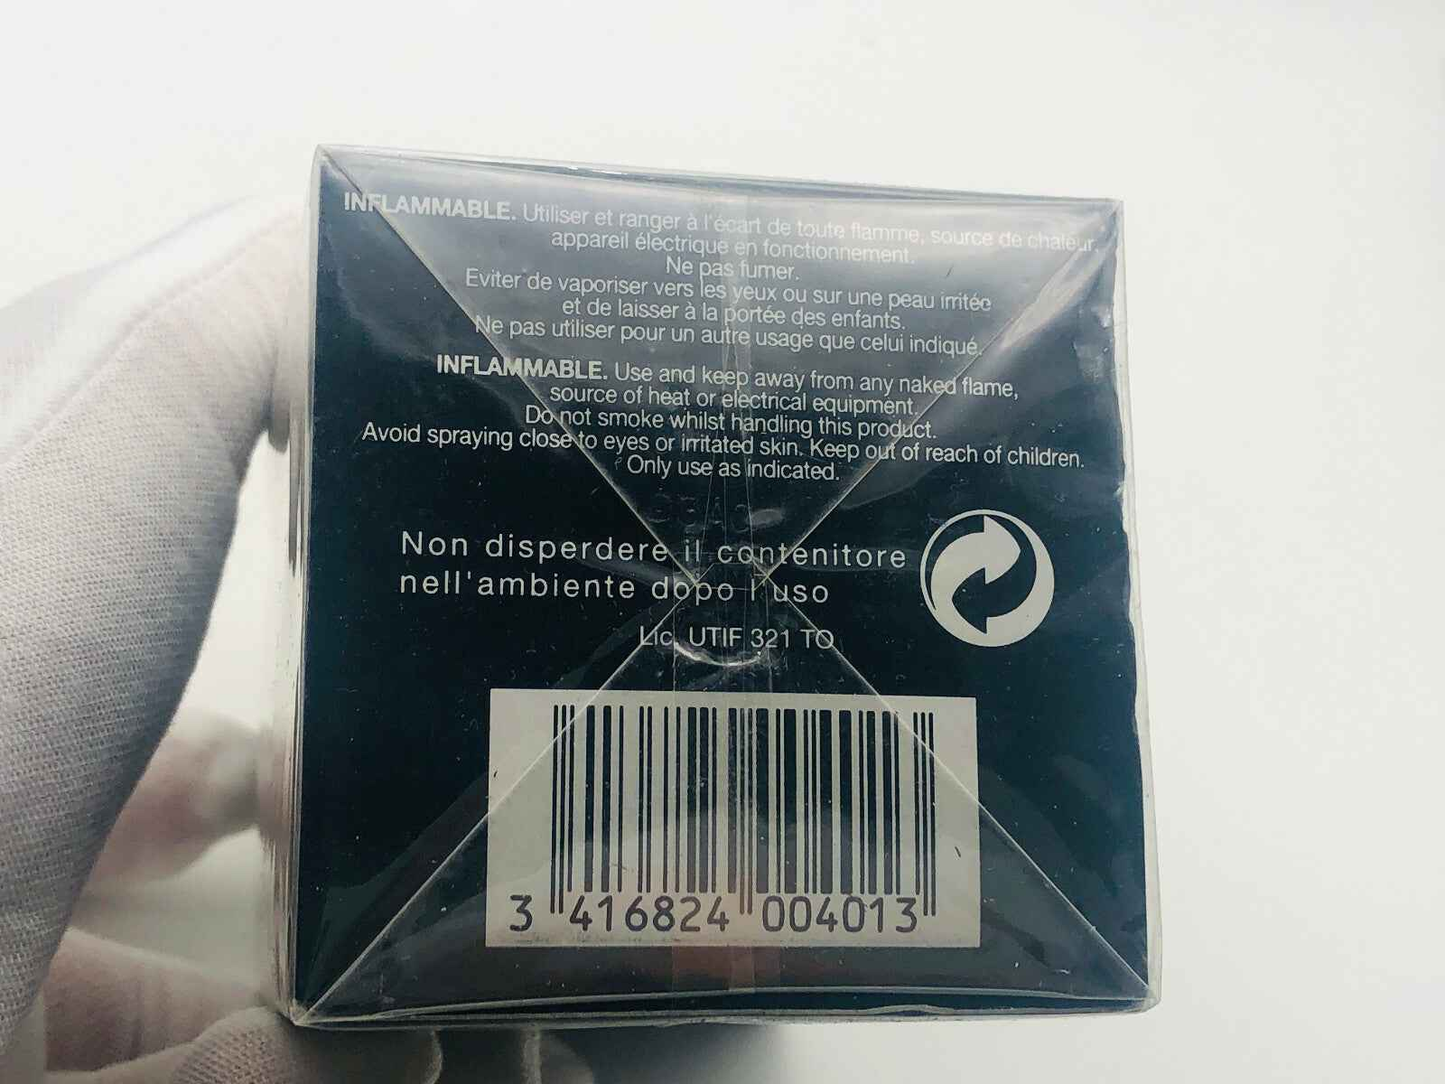 INFLAMMABLE. Utiliser et ranger à l'écart de toute flamme, source de chaleur,
appareil électrique en fonctionnement.
Ne pas fumer.
Eviter de vaporiser vers les yeux ou sur une peau irritée
et de laisser à la portée des enfants.
Ne pas utiliser pour un autre usage que celui indiqué.
INFLAMMABLE. Use and keep away from any naked flame,
source of heat or electrical equipment.
Do not smoke whilst handling this product.
Avoid spraying close to eyes or irritated skin. Keep out of reach of children.
Only use as indicated.
Non disperdere il contenitore
nell'ambiente dopo l'uso
Lic. UTIF 321 TO
3 416824 004013